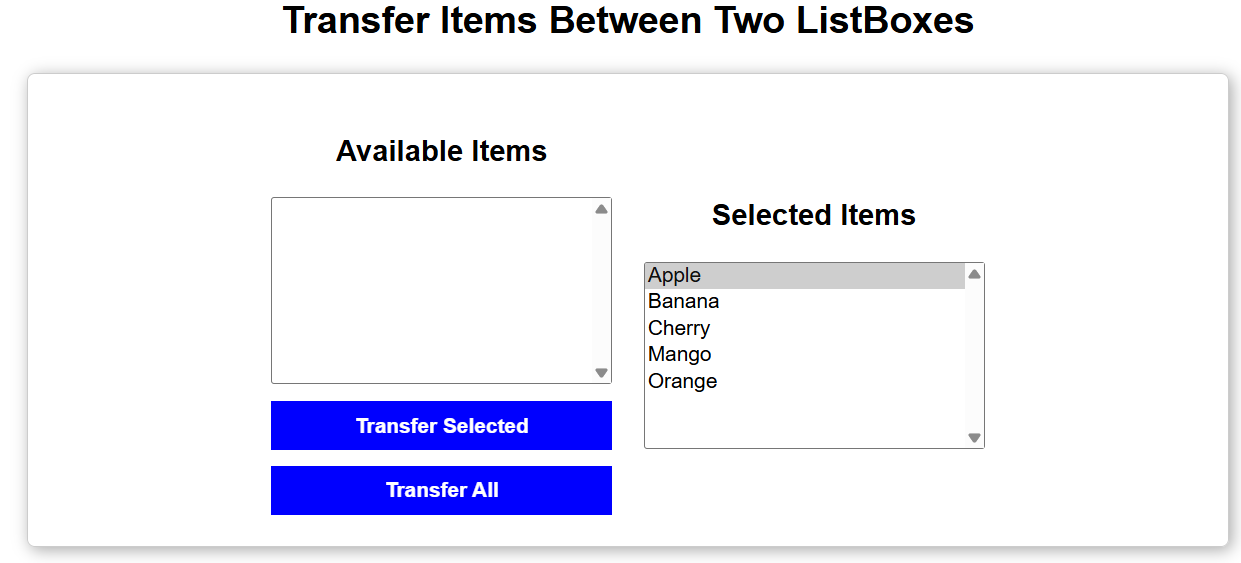 Transfer Items Between Two ListBoxes
Available Items
Transfer Selected
Transfer All
Selected Items
Apple
Banana
Cherry
Mango
Orange